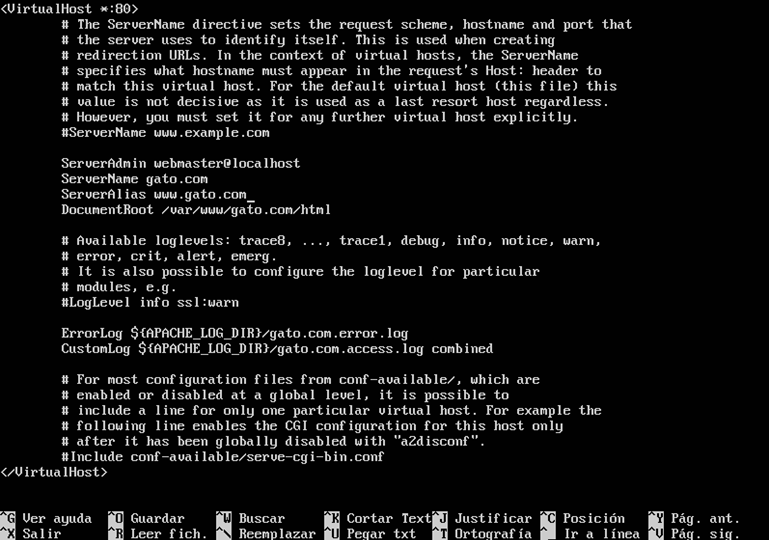 <VirtualHost *:80>
# The ServerName directive sets the request scheme, hostname and port that
# the server uses to identify itself. This is used when creating
# redirection URLs. In the context of virtual hosts, the ServerName
# specifies what hostname must appear in the request's Host: header to
# match this virtual host. For the default virtual host (this file) this
# value is not decisive as it is used as a last resort host regardless.
# However, you must set it for any further virtual host explicitly.
#ServerName www.example.com
ServerAdmin webmaster@localhost
ServerName gato.com
ServerAlias www.gato.com
DocumentRoot /var/www/gato.com/html
# Available loglevels: trace8, ..., trace1, debug, info, notice, warn,
# error, crit, alert, emerg.
# It is also possible to configure the loglevel for particular
# modules, e.g.
#LogLevel info ssl:warn
ErrorLog ${APACHE_LOG_DIR}/gato.com.error.log
CustomLog ${APACHE_LOG_DIR}/gato.com.access.log combined
# For most configuration files from conf-available/, which are
# enabled or disabled at a global level, it is possible to
# include a line for only one particular virtual host. For example the
# following line enables the CGI configuration for this host only
# after it has been globally disabled with "a2disconf".
#Include conf-available/serve-cgi-bin.conf
</VirtualHost>
^G Ver ayuda ^O Guardar ^W Buscar ^K Cortar Text ^J Justificar ^C Posición ^Y Pág. ant.
^X Salir ^R Leer fich. ^\ Reemplazar ^U Pegar txt ^T Ortografía ^_ Ir a línea ^V Pág. sig.